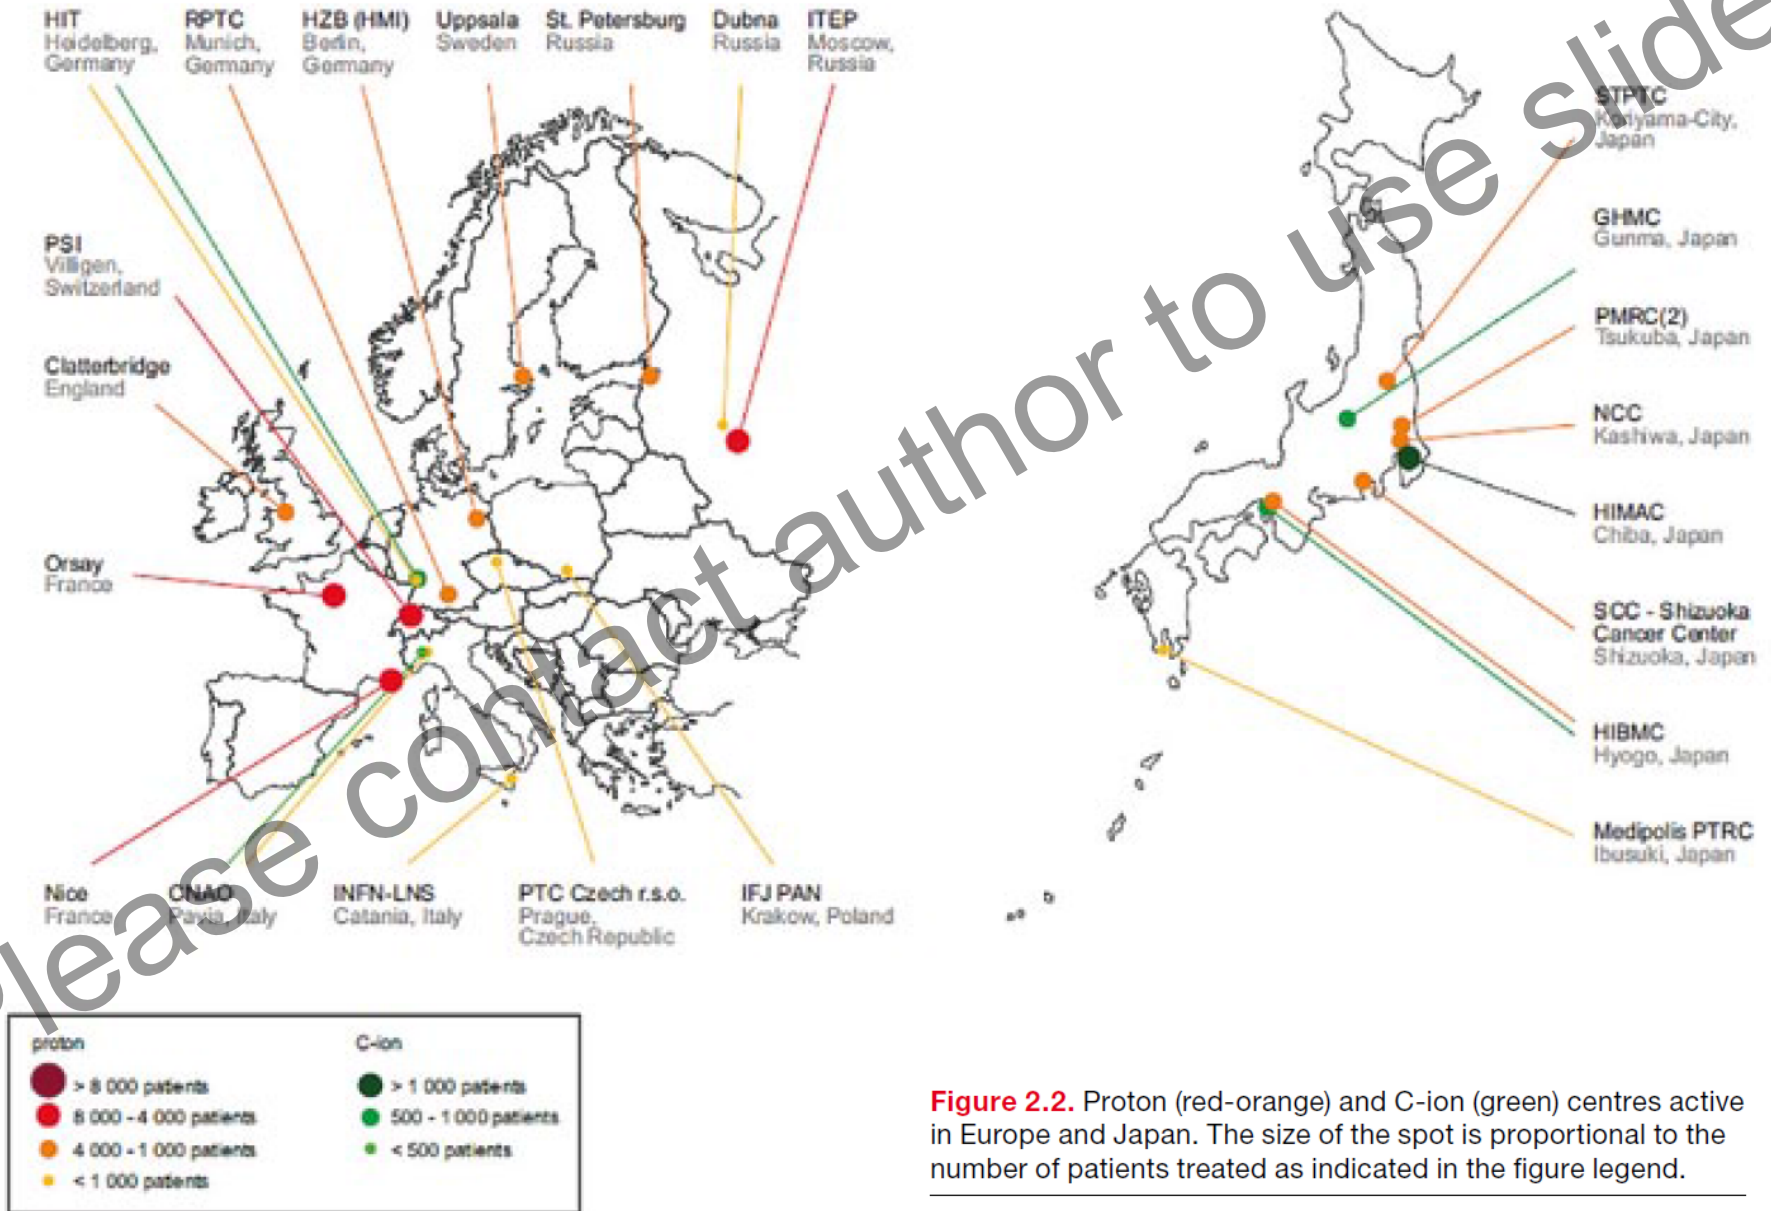 HIT
Heidelberg,
Germany
RPTC
Munich,
Germany
HZB (HMI)
Berlin,
Germany
Uppsala
Sweden
St. Petersburg
Russia
Dubna
Russia
ITEP
Moscow,
Russia
PSI
Villigen,
Switzerland
Clatterbridge
England
Orsay
France
Nice
France
CNAO
Pavia, Italy
INFN-LNS
Catania, Italy
PTC Czech r.s.o.
Prague,
Czech Republic
IFJ PAN
Krakow, Poland
STPTC
Koriyama-City,
Japan
GHMC
Gunma, Japan
PMRC(2)
Tsukuba, Japan
NCC
Kashiwa, Japan
HIMAC
Chiba, Japan
SCC - Shizuoka
Cancer Center
Shizuoka, Japan
HIBMC
Hyogo, Japan
Medipolis PTRC
Ibusuki, Japan
Please contact author to use slide
proton
> 8 000 patients
8 000 - 4 000 patients
4 000 - 1 000 patients
< 1 000 patients
C-ion
> 1 000 patients
500 - 1 000 patients
< 500 patients
Figure 2.2. Proton (red-orange) and C-ion (green) centres active
in Europe and Japan. The size of the spot is proportional to the
number of patients treated as indicated in the figure legend.